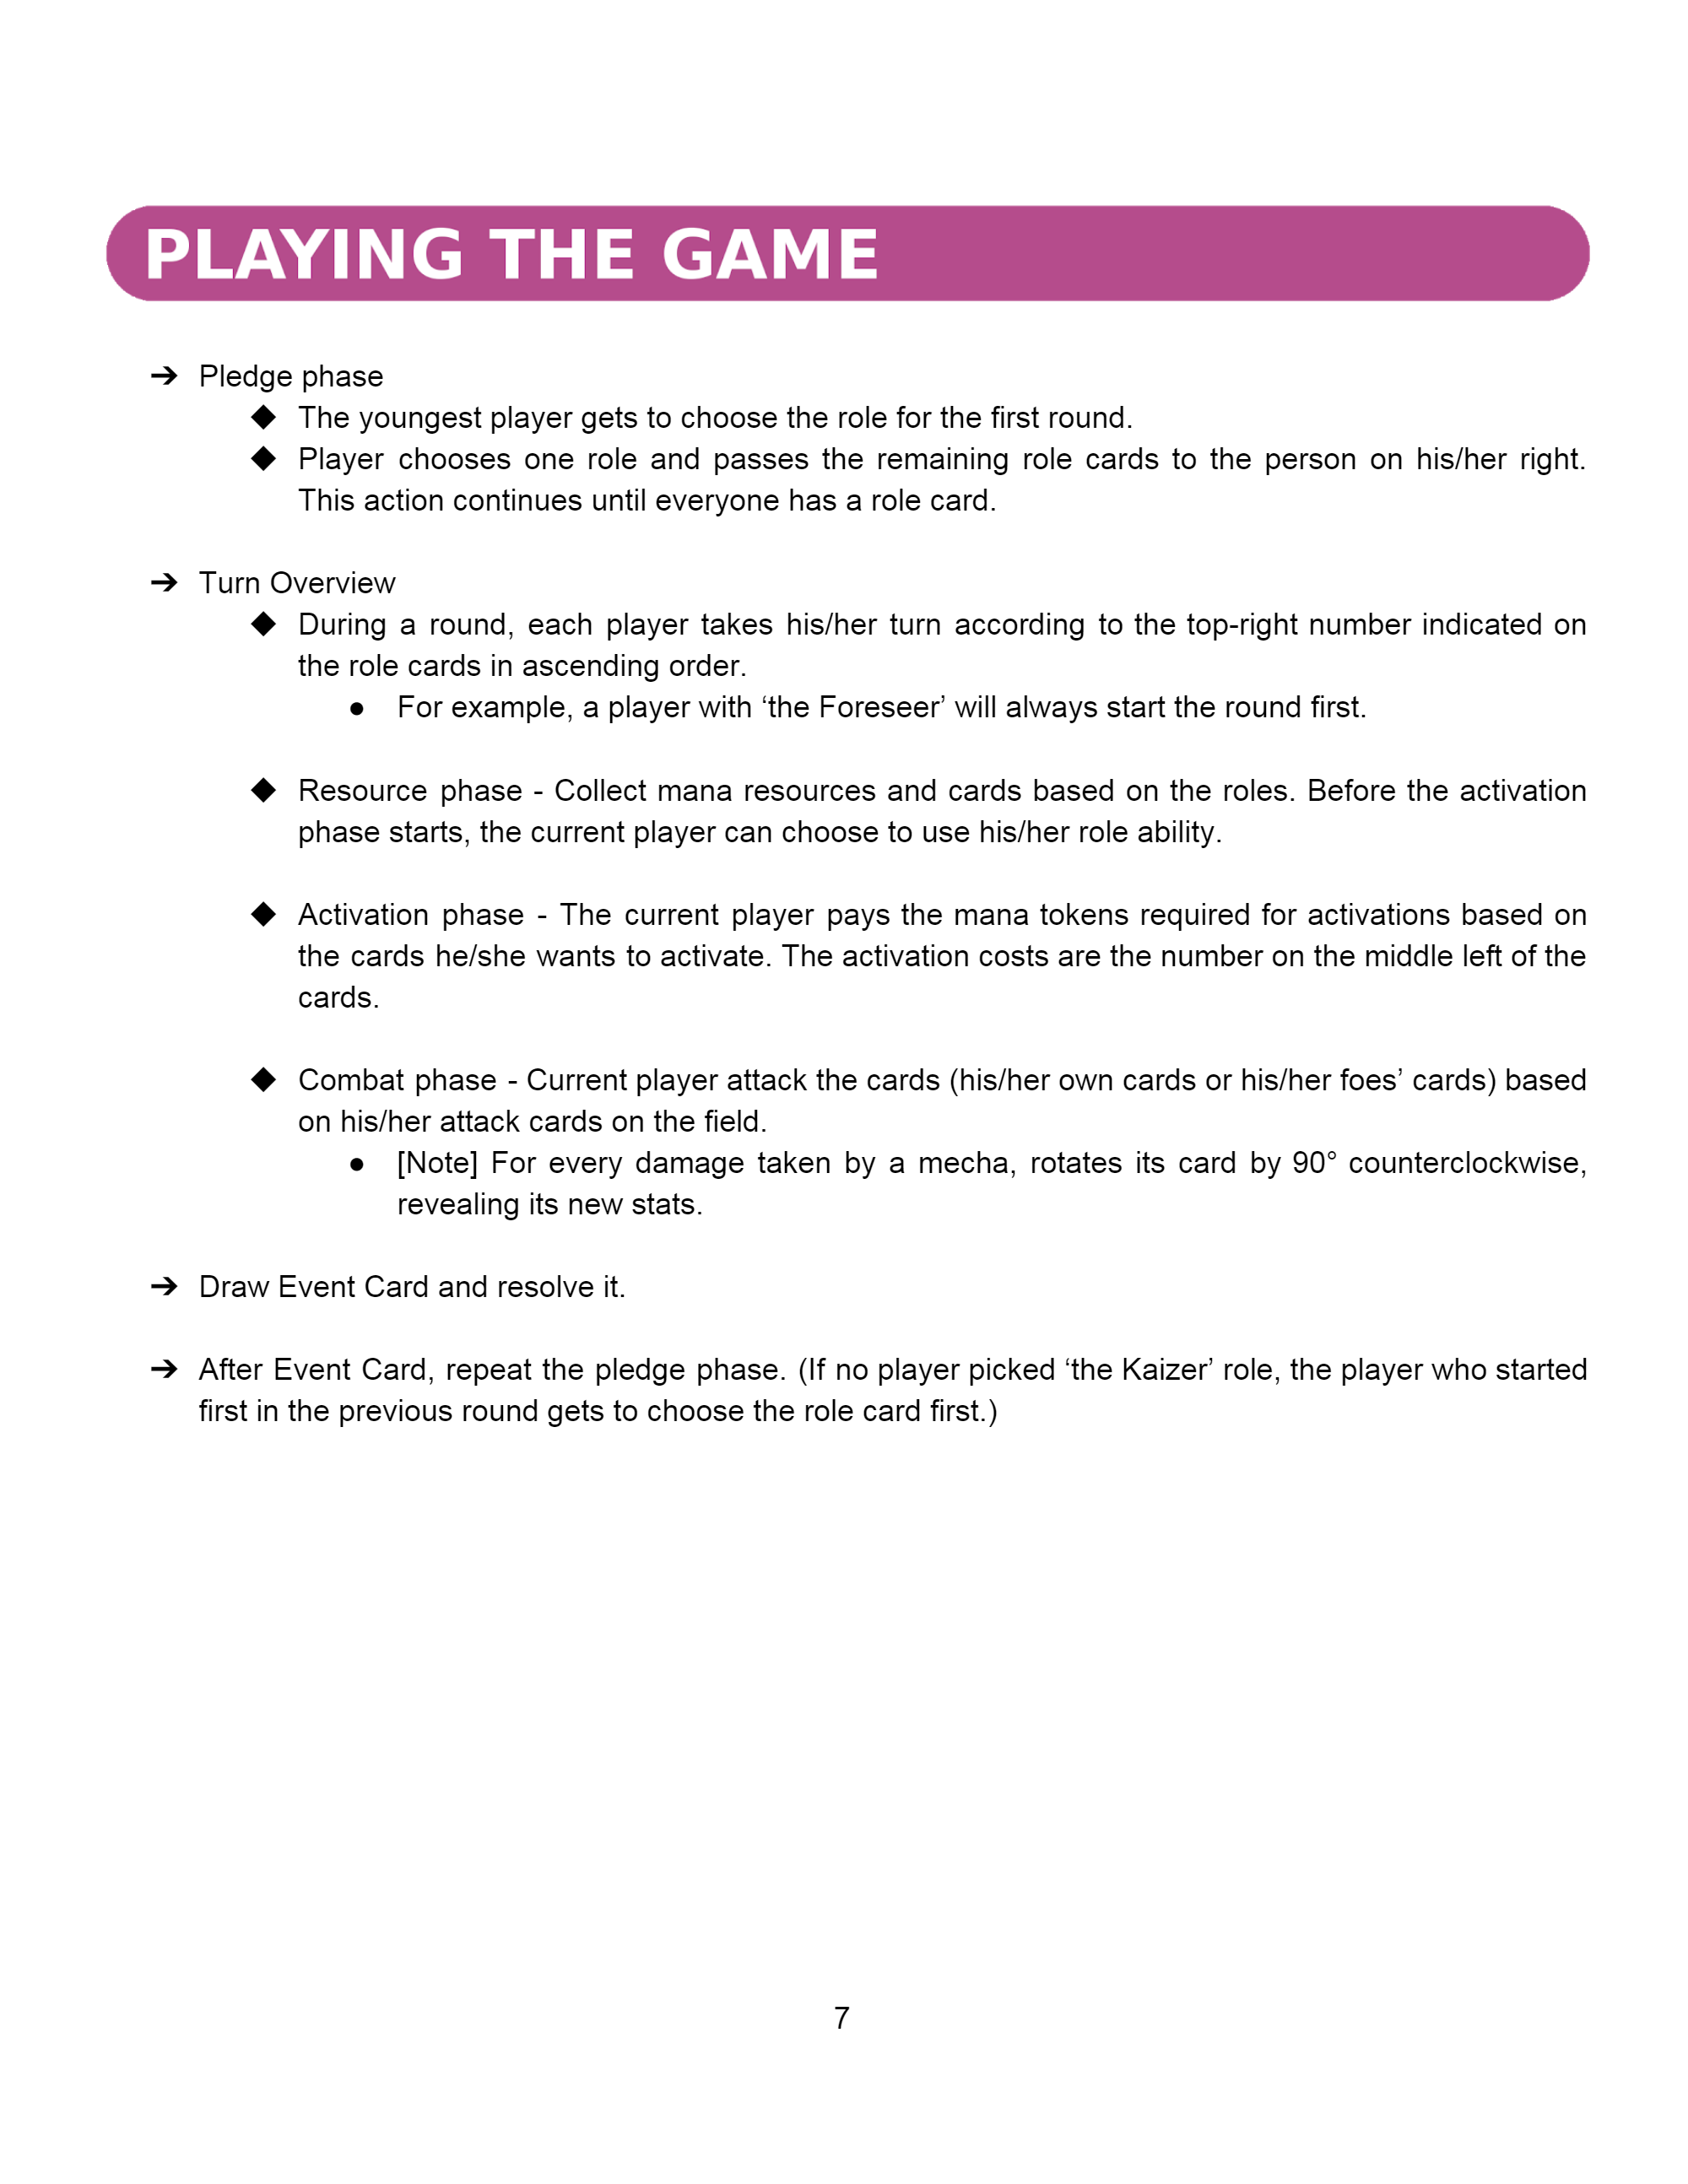 PLAYING THE GAME
➔ Pledge phase
◆ The youngest player gets to choose the role for the first round.
◆ Player chooses one role and passes the remaining role cards to the person on his/her right.
This action continues until everyone has a role card.
➔ Turn Overview
◆ During a round, each player takes his/her turn according to the top-right number indicated on
the role cards in ascending order.
● For example, a player with ‘the Foreseer’ will always start the round first.
◆ Resource phase - Collect mana resources and cards based on the roles. Before the activation
phase starts, the current player can choose to use his/her role ability.
◆ Activation phase - The current player pays the mana tokens required for activations based on
the cards he/she wants to activate. The activation costs are the number on the middle left of the
cards.
◆ Combat phase - Current player attack the cards (his/her own cards or his/her foes’ cards) based
on his/her attack cards on the field.
● [Note] For every damage taken by a mecha, rotates its card by 90° counterclockwise,
revealing its new stats.
➔ Draw Event Card and resolve it.
➔ After Event Card, repeat the pledge phase. (If no player picked ‘the Kaizer’ role, the player who started
first in the previous round gets to choose the role card first.)
7